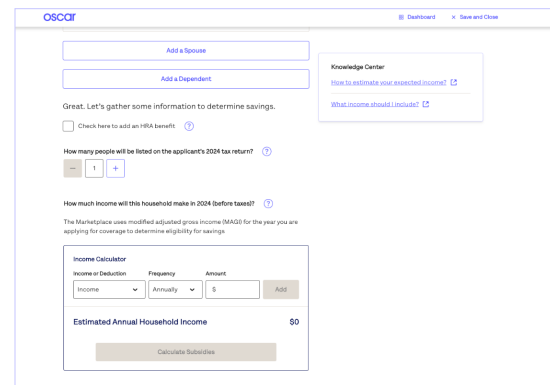 oscar
Dashboard
× Save and Close
Add a Spouse
Add a Dependent
Knowledge Center
How to estimate your expected income?
What income should I include?
Great. Let's gather some information to determine savings.
Check here to add an HRA benefit ?
How many people will be listed on the applicant's 2024 tax return? ?
− 1 +
How much income will this household make in 2024 (before taxes)? ?
The Marketplace uses modified adjusted gross income (MAGI) for the year you are
applying for coverage to determine eligibility for savings
Income Calculator
Income or Deduction Frequency Amount
Income Annually $ Add
Estimated Annual Household Income $0
Calculate Subsidies